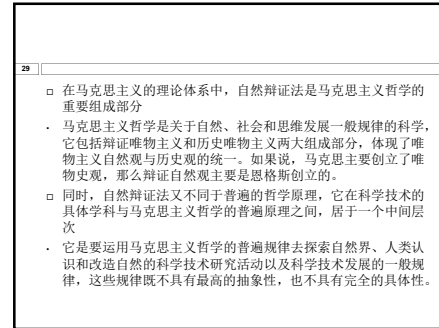 29
□ 在马克思主义的理论体系中，自然辩证法是马克思主义哲学的
重要组成部分
• 马克思主义哲学是关于自然、社会和思维发展一般规律的科学，
它包括辩证唯物主义和历史唯物主义两大组成部分，体现了唯
物主义自然观与历史观的统一。如果说，马克思主要创立了唯
物史观，那么辩证自然观主要是恩格斯创立的。
□ 同时，自然辩证法又不同于普遍的哲学原理，它在科学技术的
具体学科与马克思主义哲学的普遍原理之间，居于一个中间层
次
• 它是要运用马克思主义哲学的普遍规律去探索自然界、人类认
识和改造自然的科学技术研究活动以及科学技术发展的一般规
律，这些规律既不具有最高的抽象性，也不具有完全的具体性。